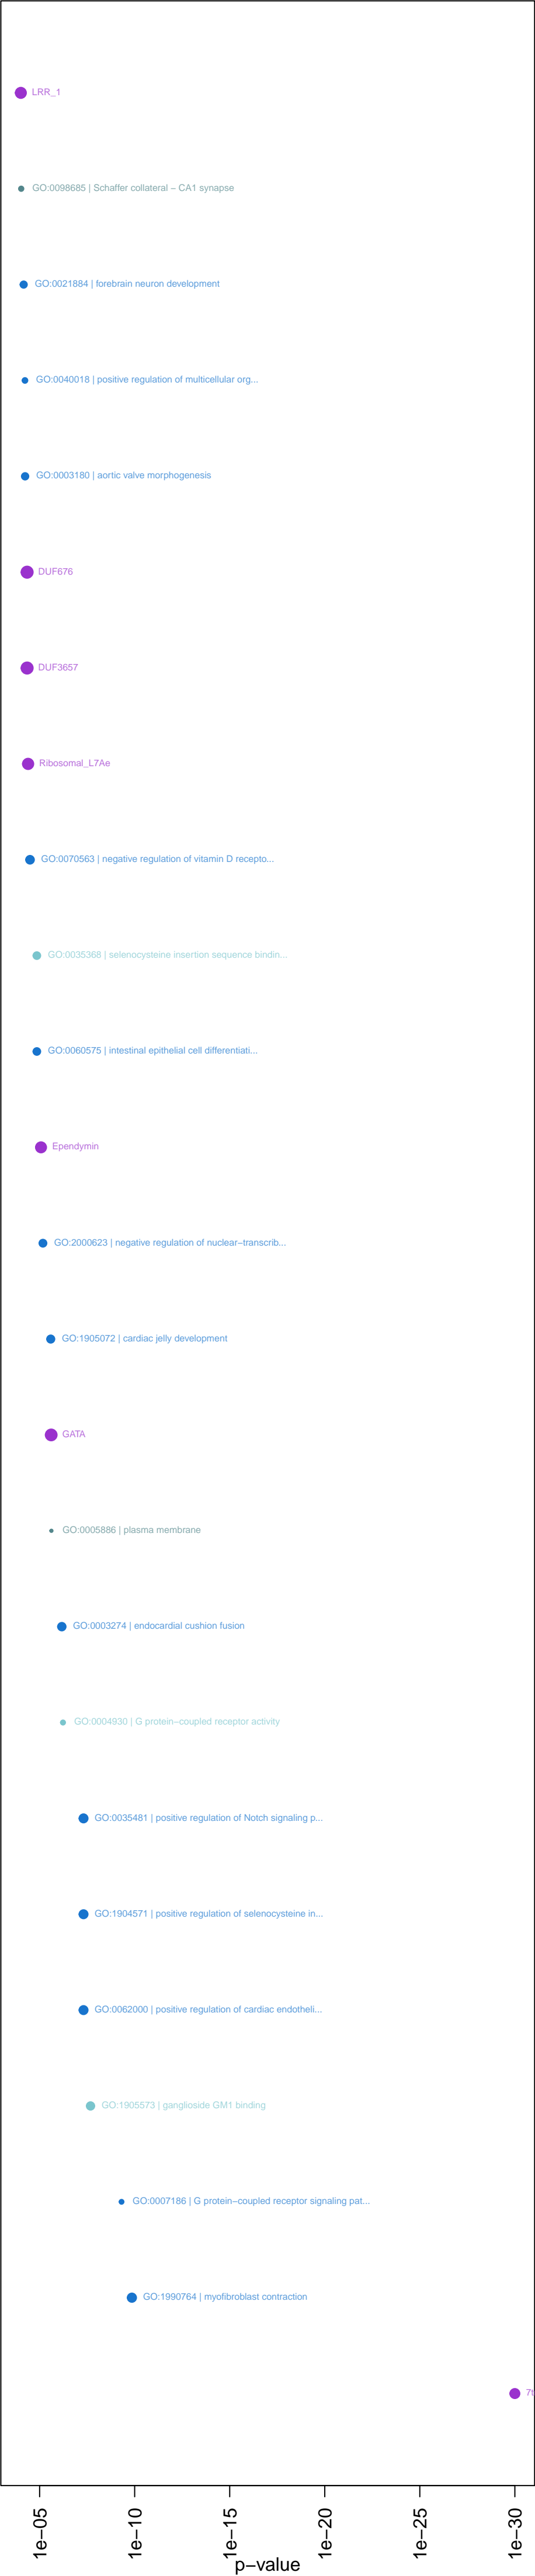 LRR_1
GO:0098685 | Schaffer collateral − CA1 synapse
GO:0021884 | forebrain neuron development
GO:0040018 | positive regulation of multicellular org...
GO:0003180 | aortic valve morphogenesis
DUF676
DUF3657
Ribosomal_L7Ae
GO:0070563 | negative regulation of vitamin D recepto...
GO:0035368 | selenocysteine insertion sequence bindin...
GO:0060575 | intestinal epithelial cell differentiati...
Ependymin
GO:2000623 | negative regulation of nuclear−transcrib...
GO:1905072 | cardiac jelly development
GATA
GO:0005886 | plasma membrane
GO:0003274 | endocardial cushion fusion
GO:0004930 | G protein−coupled receptor activity
GO:0035481 | positive regulation of Notch signaling p...
GO:1904571 | positive regulation of selenocysteine in...
GO:0062000 | positive regulation of cardiac endotheli...
GO:1905573 | ganglioside GM1 binding
GO:0007186 | G protein−coupled receptor signaling pat...
GO:1990764 | myofibroblast contraction
1e−05
1e−10
1e−15
1e−20
1e−25
1e−30
p−value